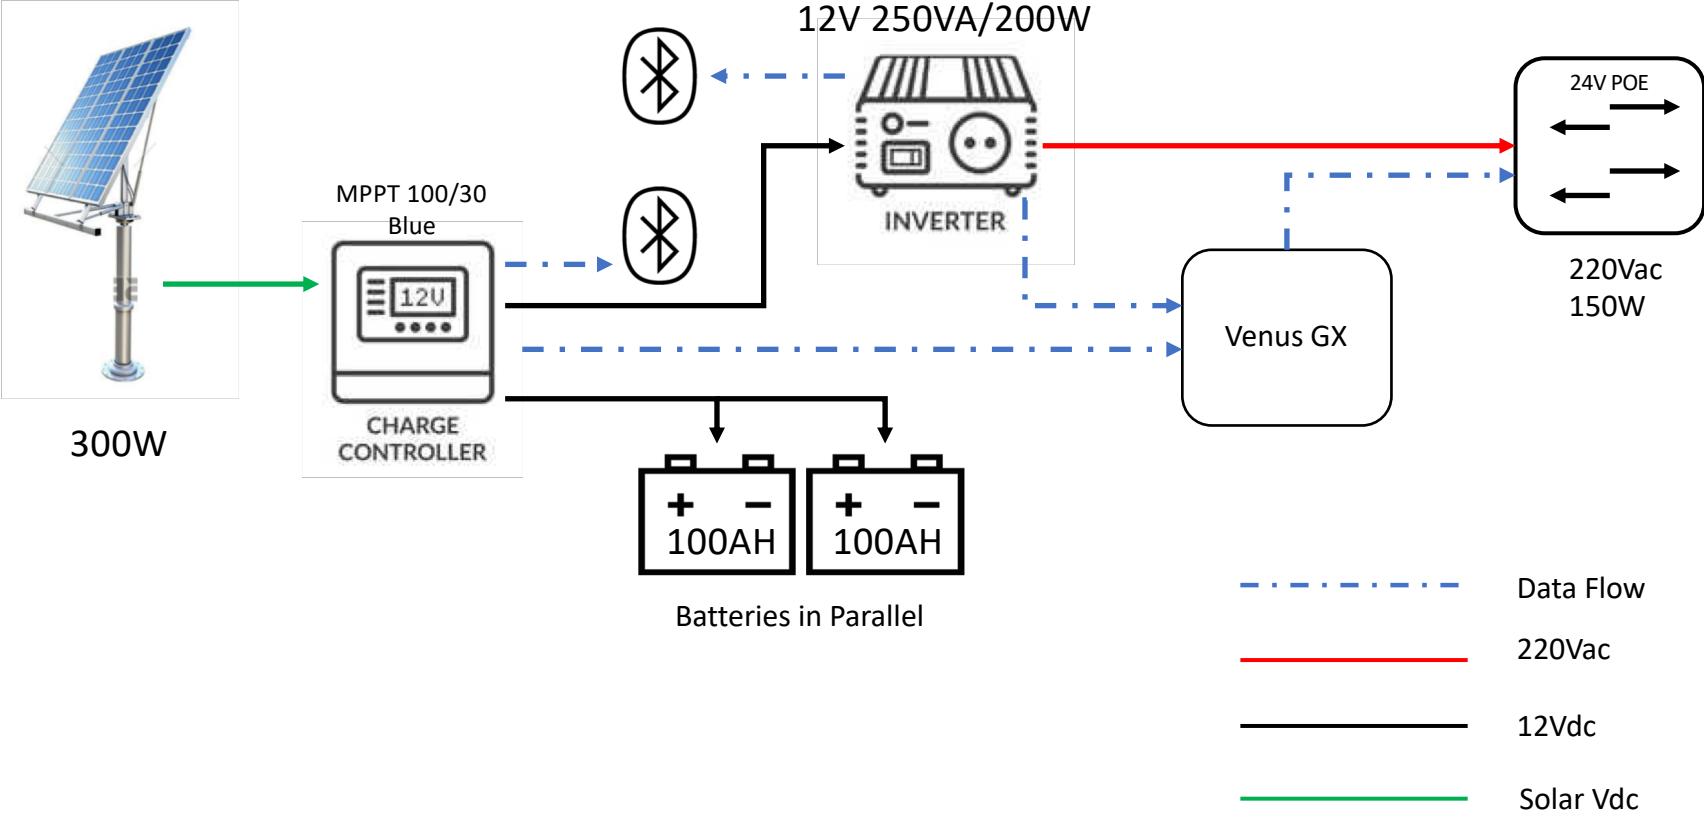 12V 250VA/200W
24V POE
MPPT 100/30
Blue
INVERTER
12V
220Vac
150W
Venus GX
300W
CHARGE
CONTROLLER
+ − + −
100AH 100AH
Batteries in Parallel
Data Flow
220Vac
12Vdc
Solar Vdc